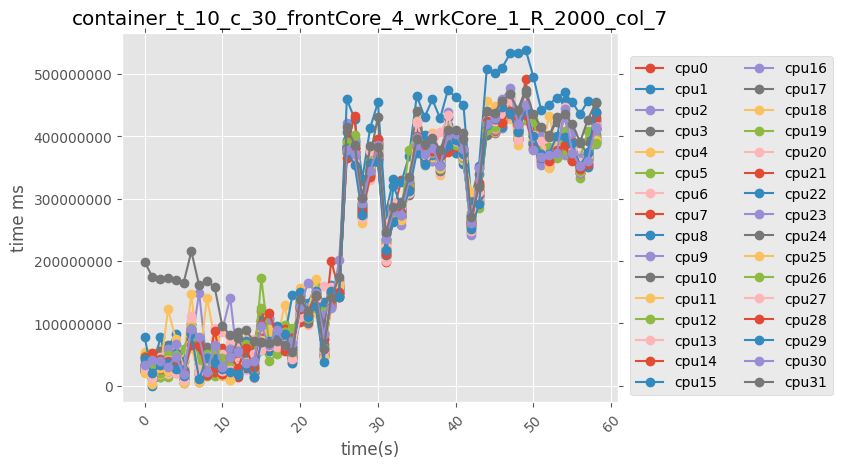 container_t_10_c_30_frontCore_4_wrkCore_1_R_2000_col_7
time ms
500000000
400000000
300000000
200000000
100000000
0
0
10
20
30
40
50
60
time(s)
cpu0
cpu1
cpu2
cpu3
cpu4
cpu5
cpu6
cpu7
cpu8
cpu9
cpu10
cpu11
cpu12
cpu13
cpu14
cpu15
cpu16
cpu17
cpu18
cpu19
cpu20
cpu21
cpu22
cpu23
cpu24
cpu25
cpu26
cpu27
cpu28
cpu29
cpu30
cpu31